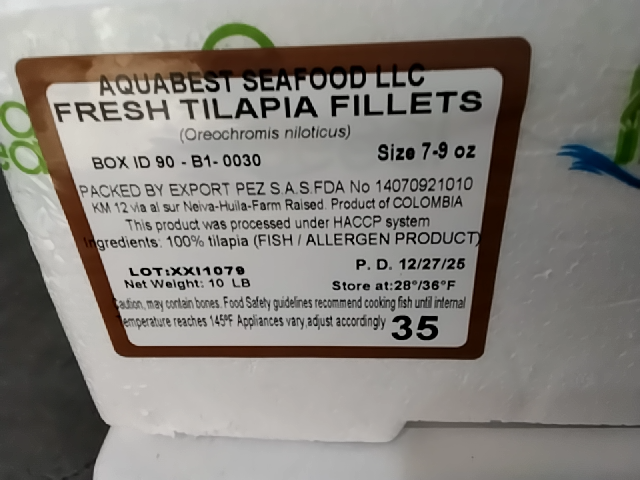 AQUABEST SEAFOOD LLC
FRESH TILAPIA FILLETS
(Oreochromis niloticus)
BOX ID 90 - B1- 0030 Size 7-9 oz
PACKED BY EXPORT PEZ S.A.S.FDA No 14070921010
KM 12 via al sur Neiva-Huila-Farm Raised. Product of COLOMBIA
This product was processed under HACCP system
Ingredients: 100% tilapia (FISH / ALLERGEN PRODUCT)
LOT:XXI1079 P. D. 12/27/25
Net Weight: 10 LB Store at:28°/36°F
Caution, may contain bones. Food Safety guidelines recommend cooking fish until internal
Temperature reaches 145ºF Appliances vary,adjust accordingly 35